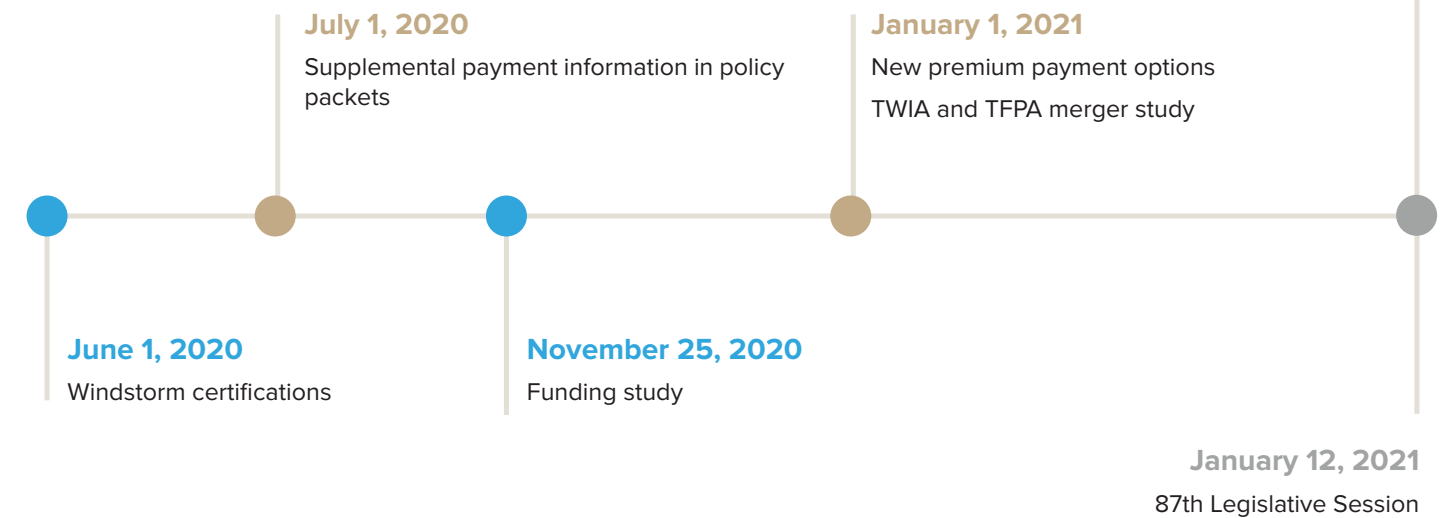 July 1, 2020
Supplemental payment information in policy
packets
January 1, 2021
New premium payment options
TWIA and TFPA merger study
June 1, 2020
Windstorm certifications
November 25, 2020
Funding study
January 12, 2021
87th Legislative Session